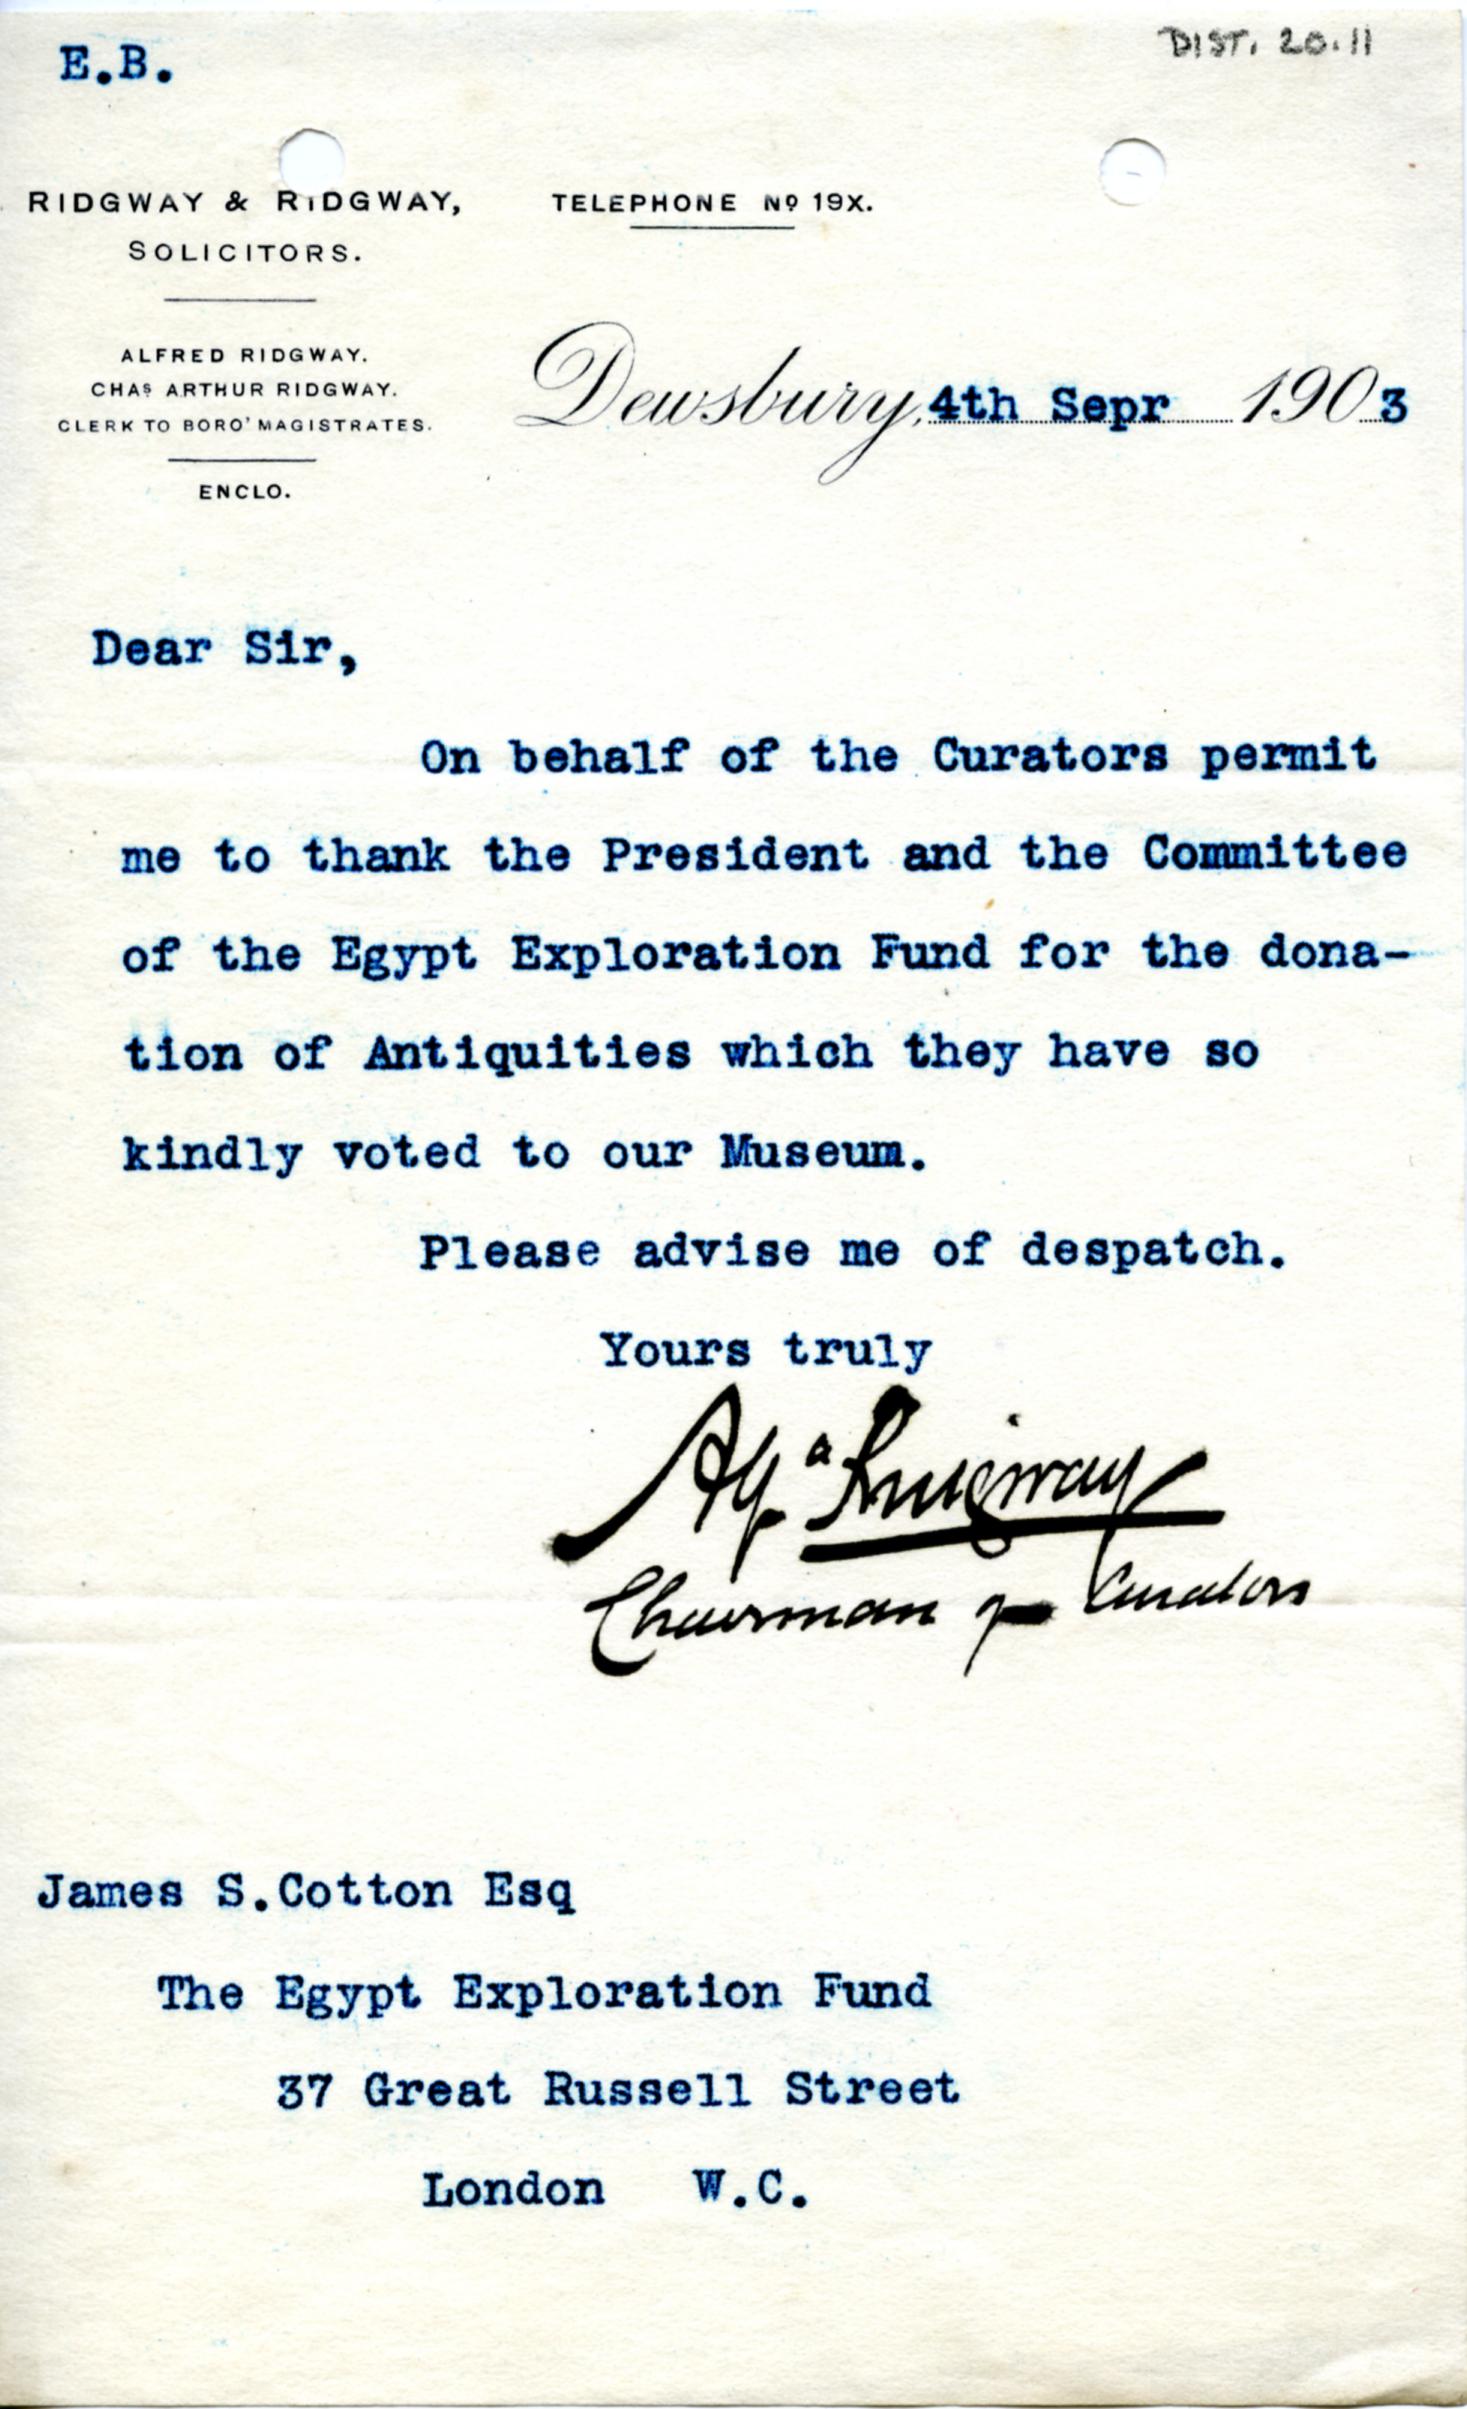 E.B.
DIST. 20.11
RIDGWAY & RIDGWAY,
SOLICITORS.
TELEPHONE Nº 19X.
ALFRED RIDGWAY.
CHAS ARTHUR RIDGWAY.
CLERK TO BORO' MAGISTRATES.
ENCLO.
Dewsbury, 4th Sepr 1903
Dear Sir,
On behalf of the Curators permit
me to thank the President and the Committee
of the Egypt Exploration Fund for the dona-
tion of Antiquities which they have so
kindly voted to our Museum.
Please advise me of despatch.
Yours truly
Ridgway
Chairman of Curators
James S.Cotton Esq
The Egypt Exploration Fund
37 Great Russell Street
London W.C.